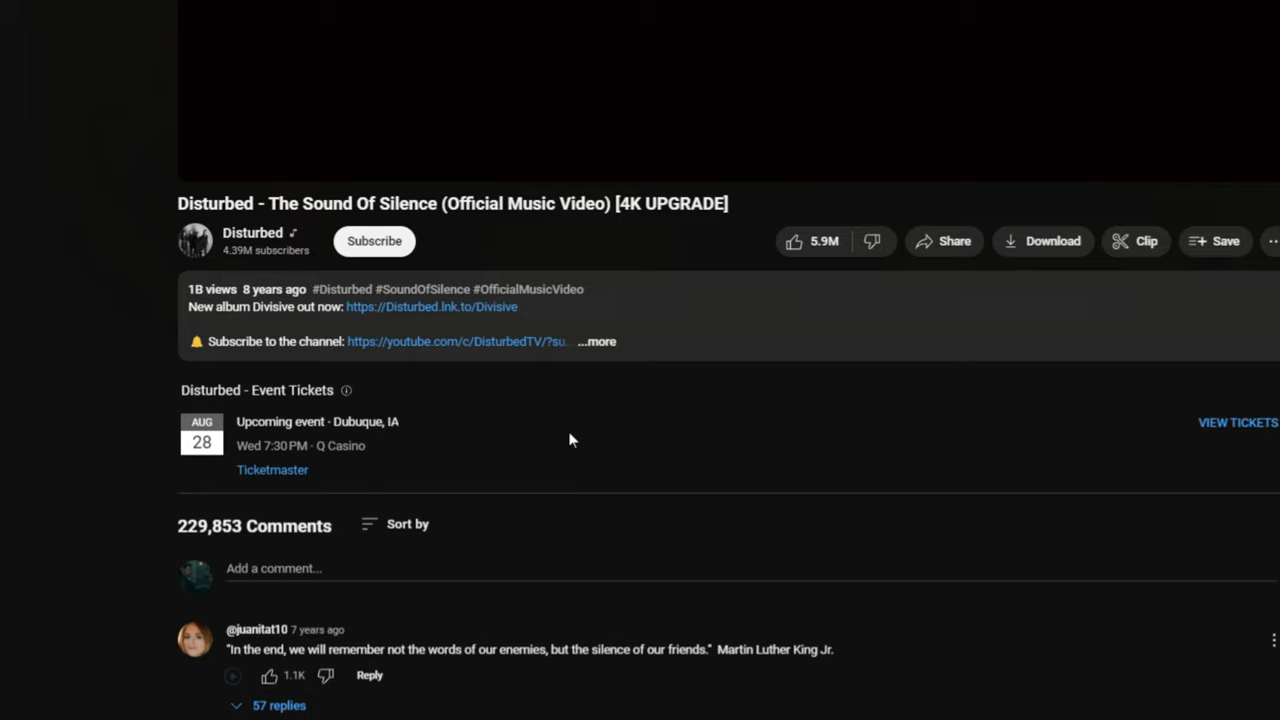 Disturbed - The Sound Of Silence (Official Music Video) [4K UPGRADE]
Disturbed
4.39M subscribers
Subscribe
5.9M
Share
Download
Clip
Save
1B views 8 years ago #Disturbed #SoundOfSilence #OfficialMusicVideo
New album Divisive out now: https://Disturbed.lnk.to/Divisive
Subscribe to the channel: https://youtube.com/c/DisturbedTV/?su... ...more
Disturbed - Event Tickets
AUG
28
Upcoming event · Dubuque, IA
Wed 7:30 PM · Q Casino
Ticketmaster
VIEW TICKETS
229,853 Comments
Sort by
Add a comment...
@juanitat10 7 years ago
"In the end, we will remember not the words of our enemies, but the silence of our friends." Martin Luther King Jr.
1.1K
Reply
57 replies